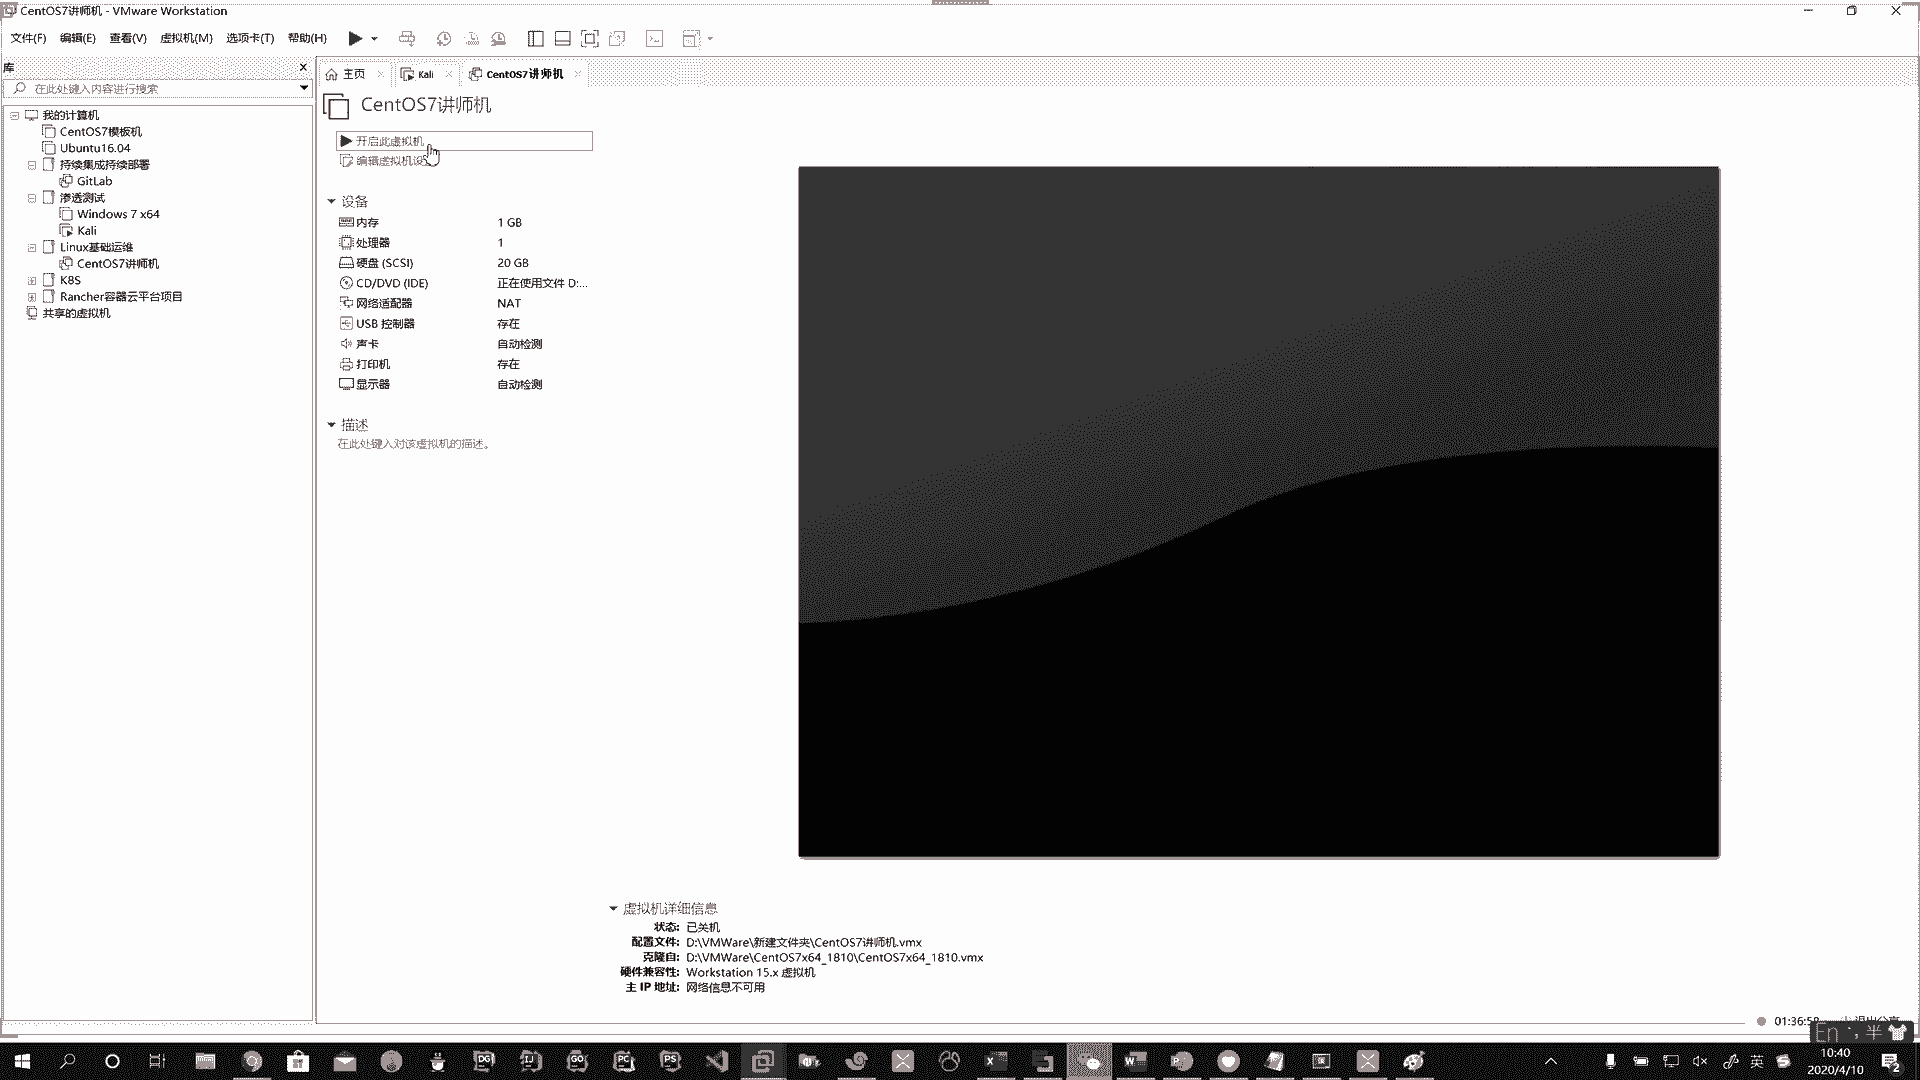 CentOS7讲师机 - VMware Workstation
文件(F) 编辑(E) 查看(V) 虚拟机(M) 选项卡(T) 帮助(H)
库
在此处键入内容进行搜索
我的计算机
CentOS7模板机
Ubuntu16.04
持续集成持续部署
GitLab
渗透测试
Windows 7 x64
Kali
Linux基础运维
CentOS7讲师机
K8S
Rancher容器云平台项目
共享的虚拟机
主页 Kali CentOS7讲师机
CentOS7讲师机
开启此虚拟机
编辑虚拟机设
设备
内存 1 GB
处理器 1
硬盘 (SCSI) 20 GB
CD/DVD (IDE) 正在使用文件 D:...
网络适配器 NAT
USB 控制器 存在
声卡 自动检测
打印机 存在
显示器 自动检测
描述
在此处键入对该虚拟机的描述。
虚拟机详细信息
状态: 已关机
配置文件: D:\VMWare\新建文件夹\CentOS7讲师机.vmx
克隆自: D:\VMWare\CentOS7x64_1810\CentOS7x64_1810.vmx
硬件兼容性: Workstation 15.x 虚拟机
主 IP 地址: 网络信息不可用
01:36:58
En 半
DG IJ GO PC PS
英
10:40
2020/4/10
2